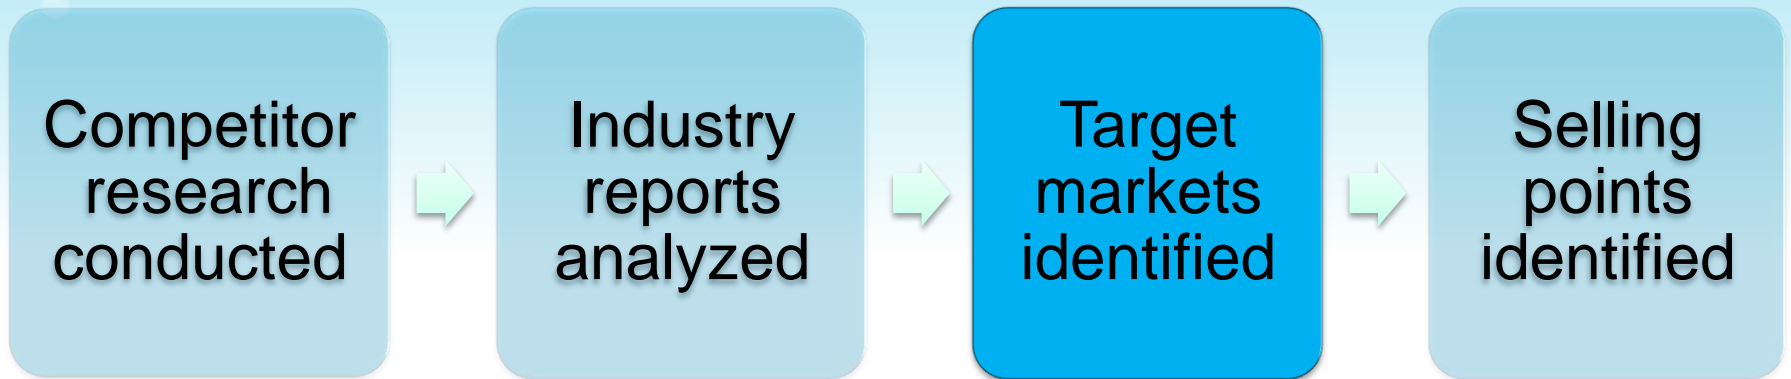 Competitor
research
conducted
Industry
reports
analyzed
Target
markets
identified
Selling
points
identified